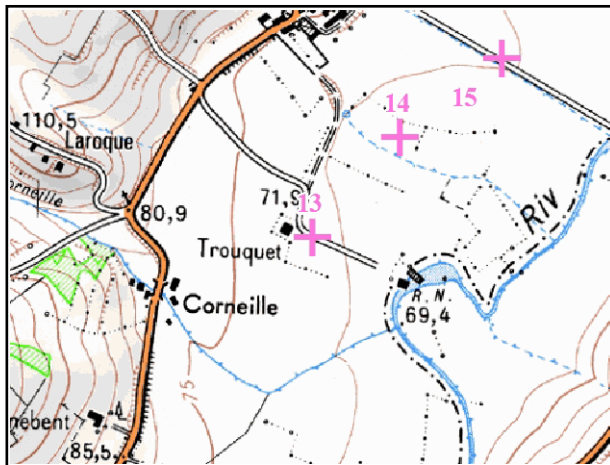 14
15
110,5
Laroque
71,9
13
80,9
Riv
Trouquet
R. N.
Corneille
69,4
75
85,5